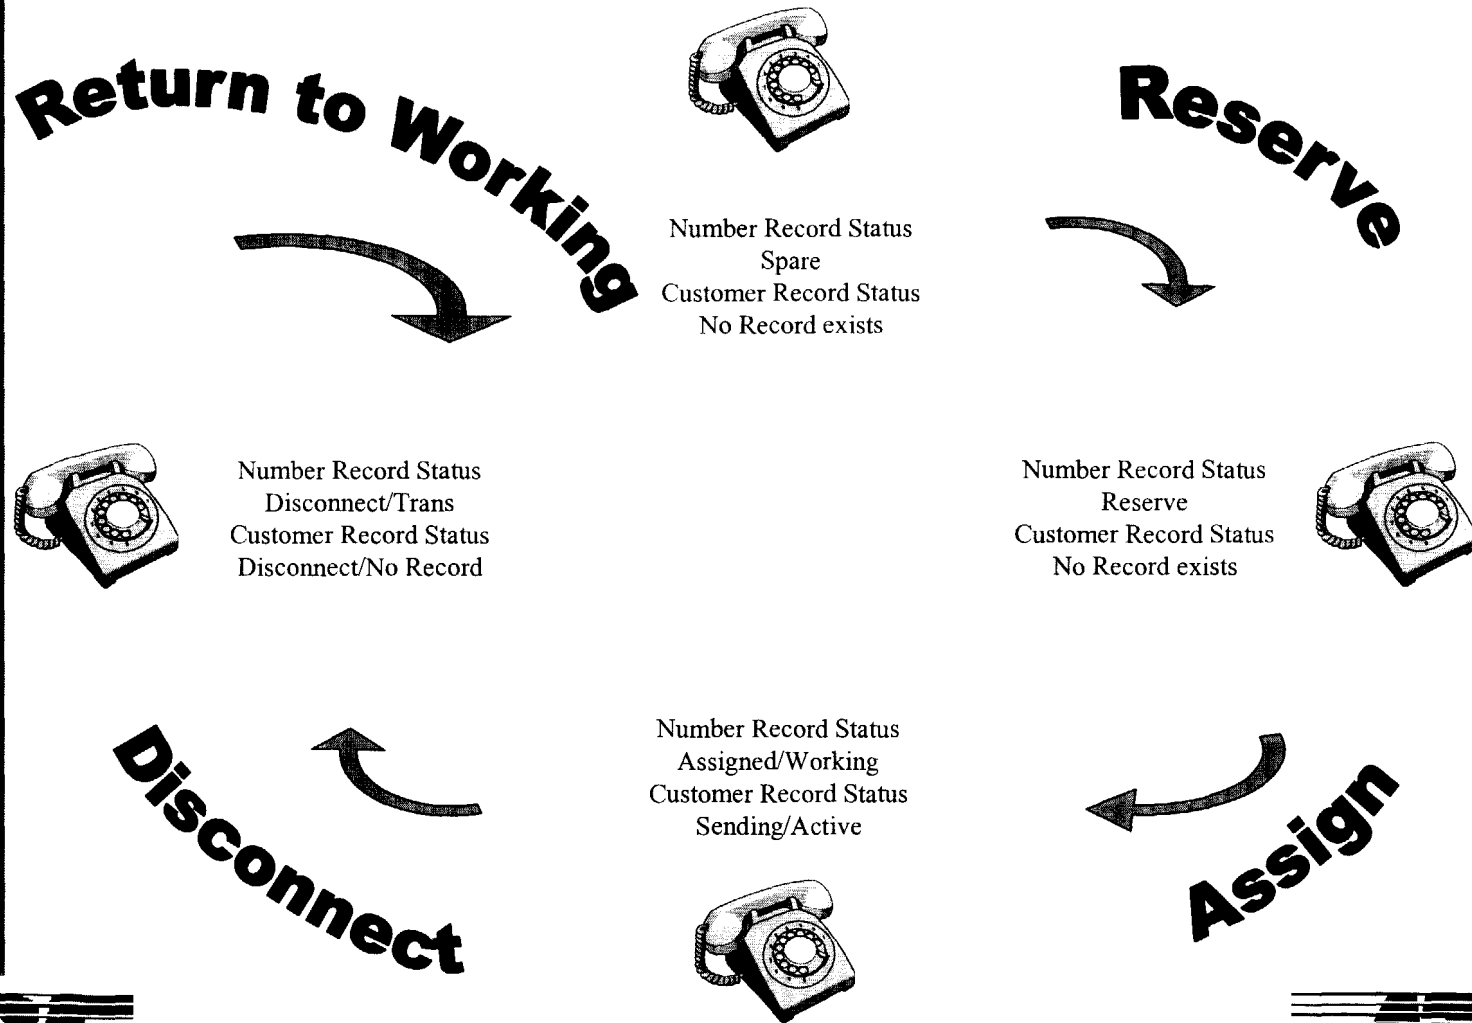 Return to Working
Reserve
Number Record Status
Spare
Customer Record Status
No Record exists
Number Record Status
Disconnect/Trans
Customer Record Status
Disconnect/No Record
Number Record Status
Reserve
Customer Record Status
No Record exists
Number Record Status
Assigned/Working
Customer Record Status
Sending/Active
Disconnect
Assign